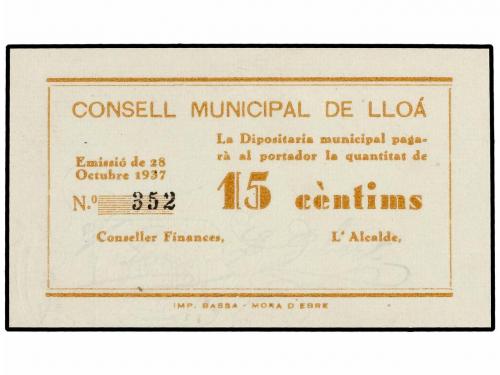 CONSELL MUNICIPAL DE LLOÁ
La Dipositaria municipal paga-
rà al portador la quantitat de
Emissió de 28
Octubre 1937
15 cèntims
N.º 352
Conseller Finances,
L'Alcalde,
IMP. BASSA - MORA D'EBRE